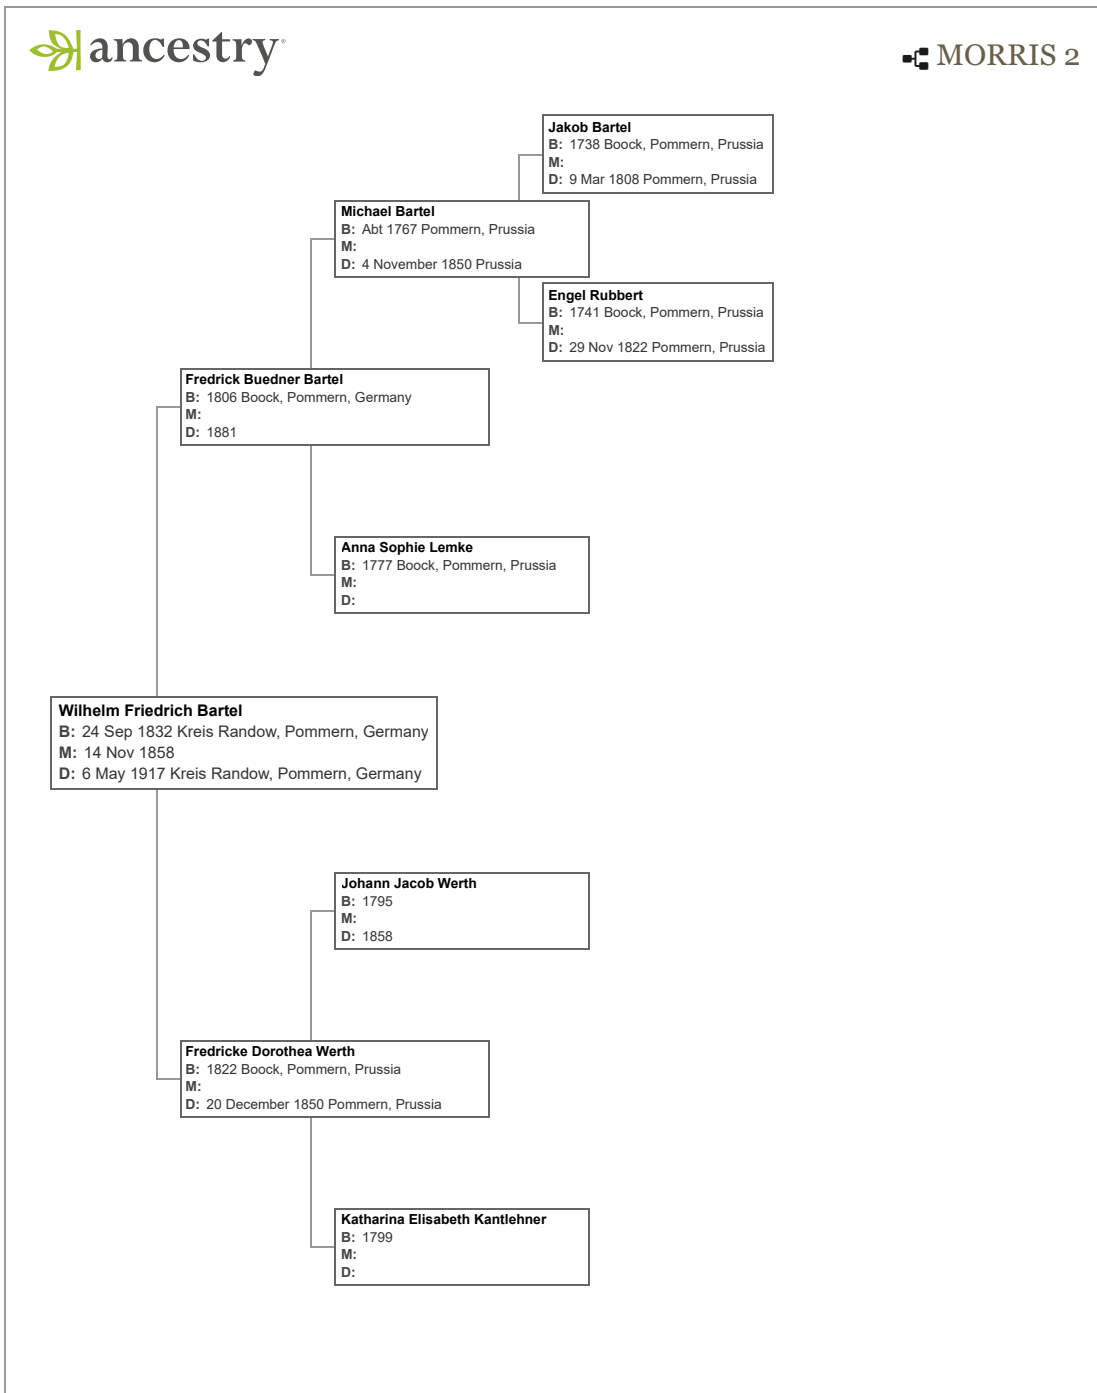 ancestry
MORRIS 2
Jakob Bartel
B: 1738 Boock, Pommern, Prussia
M:
D: 9 Mar 1808 Pommern, Prussia
Michael Bartel
B: Abt 1767 Pommern, Prussia
M:
D: 4 November 1850 Prussia
Engel Rubbert
B: 1741 Boock, Pommern, Prussia
M:
D: 29 Nov 1822 Pommern, Prussia
Fredrick Buedner Bartel
B: 1806 Boock, Pommern, Germany
M:
D: 1881
Anna Sophie Lemke
B: 1777 Boock, Pommern, Prussia
M:
D:
Wilhelm Friedrich Bartel
B: 24 Sep 1832 Kreis Randow, Pommern, Germany
M: 14 Nov 1858
D: 6 May 1917 Kreis Randow, Pommern, Germany
Johann Jacob Werth
B: 1795
M:
D: 1858
Fredricke Dorothea Werth
B: 1822 Boock, Pommern, Prussia
M:
D: 20 December 1850 Pommern, Prussia
Katharina Elisabeth Kantlehner
B: 1799
M:
D: